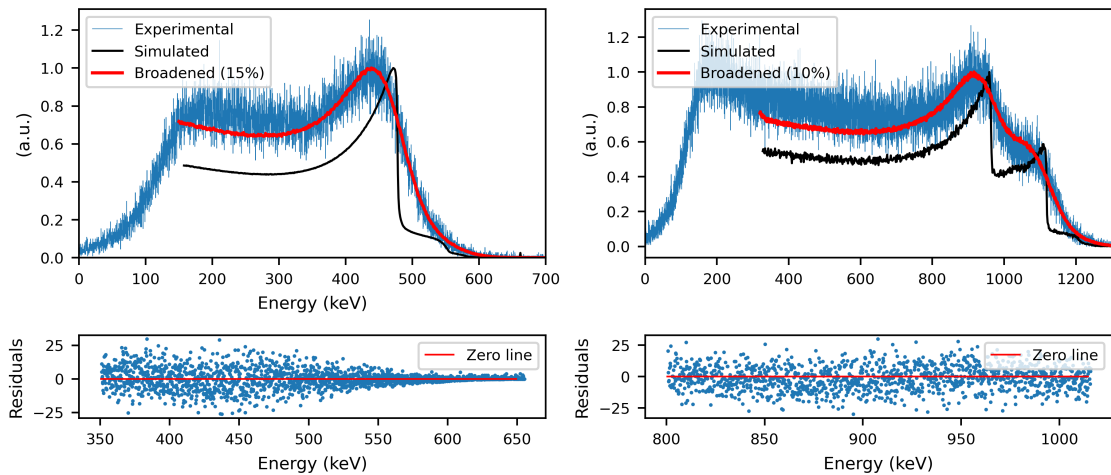 Experimental
Simulated
Broadened (15%)
(a.u.)
1.2
1.0
0.8
0.6
0.4
0.2
0.0
0 100 200 300 400 500 600 700
Energy (keV)
Experimental
Simulated
Broadened (10%)
(a.u.)
1.2
1.0
0.8
0.6
0.4
0.2
0.0
0 200 400 600 800 1000 1200
Energy (keV)
Zero line
Residuals
25
0
−25
350 400 450 500 550 600 650
Energy (keV)
Zero line
Residuals
25
0
−25
800 850 900 950 1000
Energy (keV)